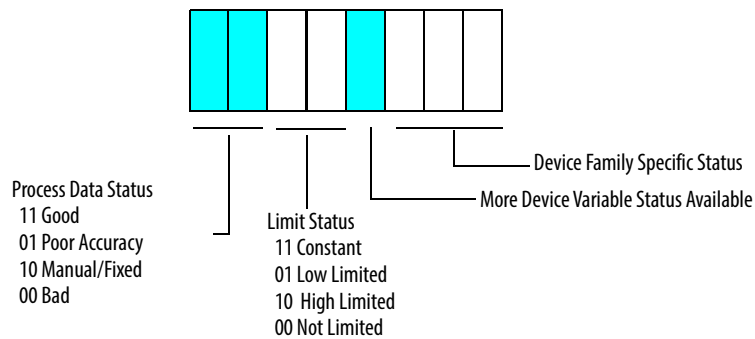 Device Family Specific Status
More Device Variable Status Available
Process Data Status
11 Good
01 Poor Accuracy
10 Manual/Fixed
00 Bad
Limit Status
11 Constant
01 Low Limited
10 High Limited
00 Not Limited